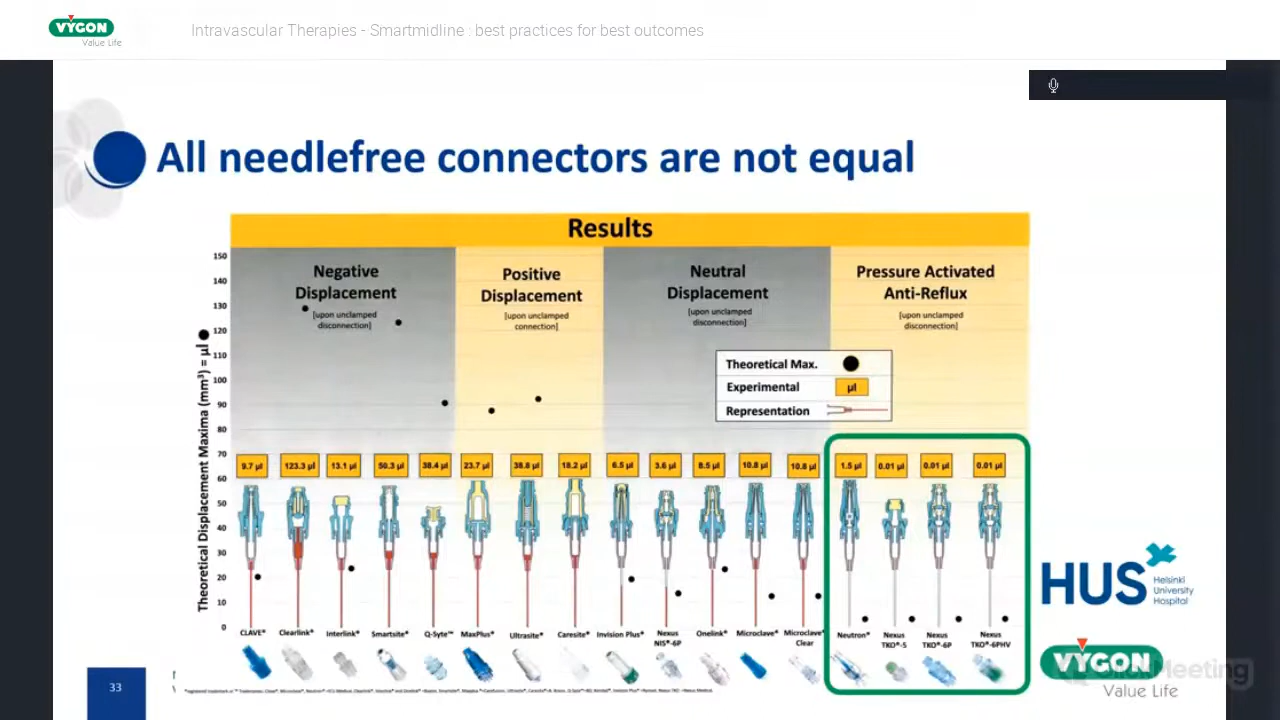 VYGON
Value Life
Intravascular Therapies - Smartmidline : best practices for best outcomes
All needlefree connectors are not equal
Results
Negative
Displacement
[upon unclamped
disconnection]
Positive
Displacement
[upon unclamped
connection]
Neutral
Displacement
[upon unclamped
disconnection]
Pressure Activated
Anti-Reflux
[upon unclamped
disconnection]
Theoretical Max.
Experimental
µl
Representation
Theoretical Displacement Maxima (mm³) = µl
150
140
130
120
110
100
90
80
70
60
50
40
30
20
10
0
9.7 µl
123.3 µl
13.1 µl
50.3 µl
38.4 µl
23.7 µl
38.8 µl
18.2 µl
6.5 µl
3.6 µl
8.5 µl
10.8 µl
10.8 µl
1.5 µl
0.01 µl
0.01 µl
0.01 µl
CLAVE®
Clearlink®
Interlink®
Smartsite®
Q-Syte™
MaxPlus®
Ultrasite®
Caresite®
Invision Plus®
Nexus
NIS®-6P
Onelink®
Microclave®
Microclave®
Clear
Neutron®
Nexus
TKO®-5
Nexus
TKO®-6P
Nexus
TKO®-6PHV
HUS
Helsinki
University
Hospital
VYGON
Value Life
ClickMeeting
33